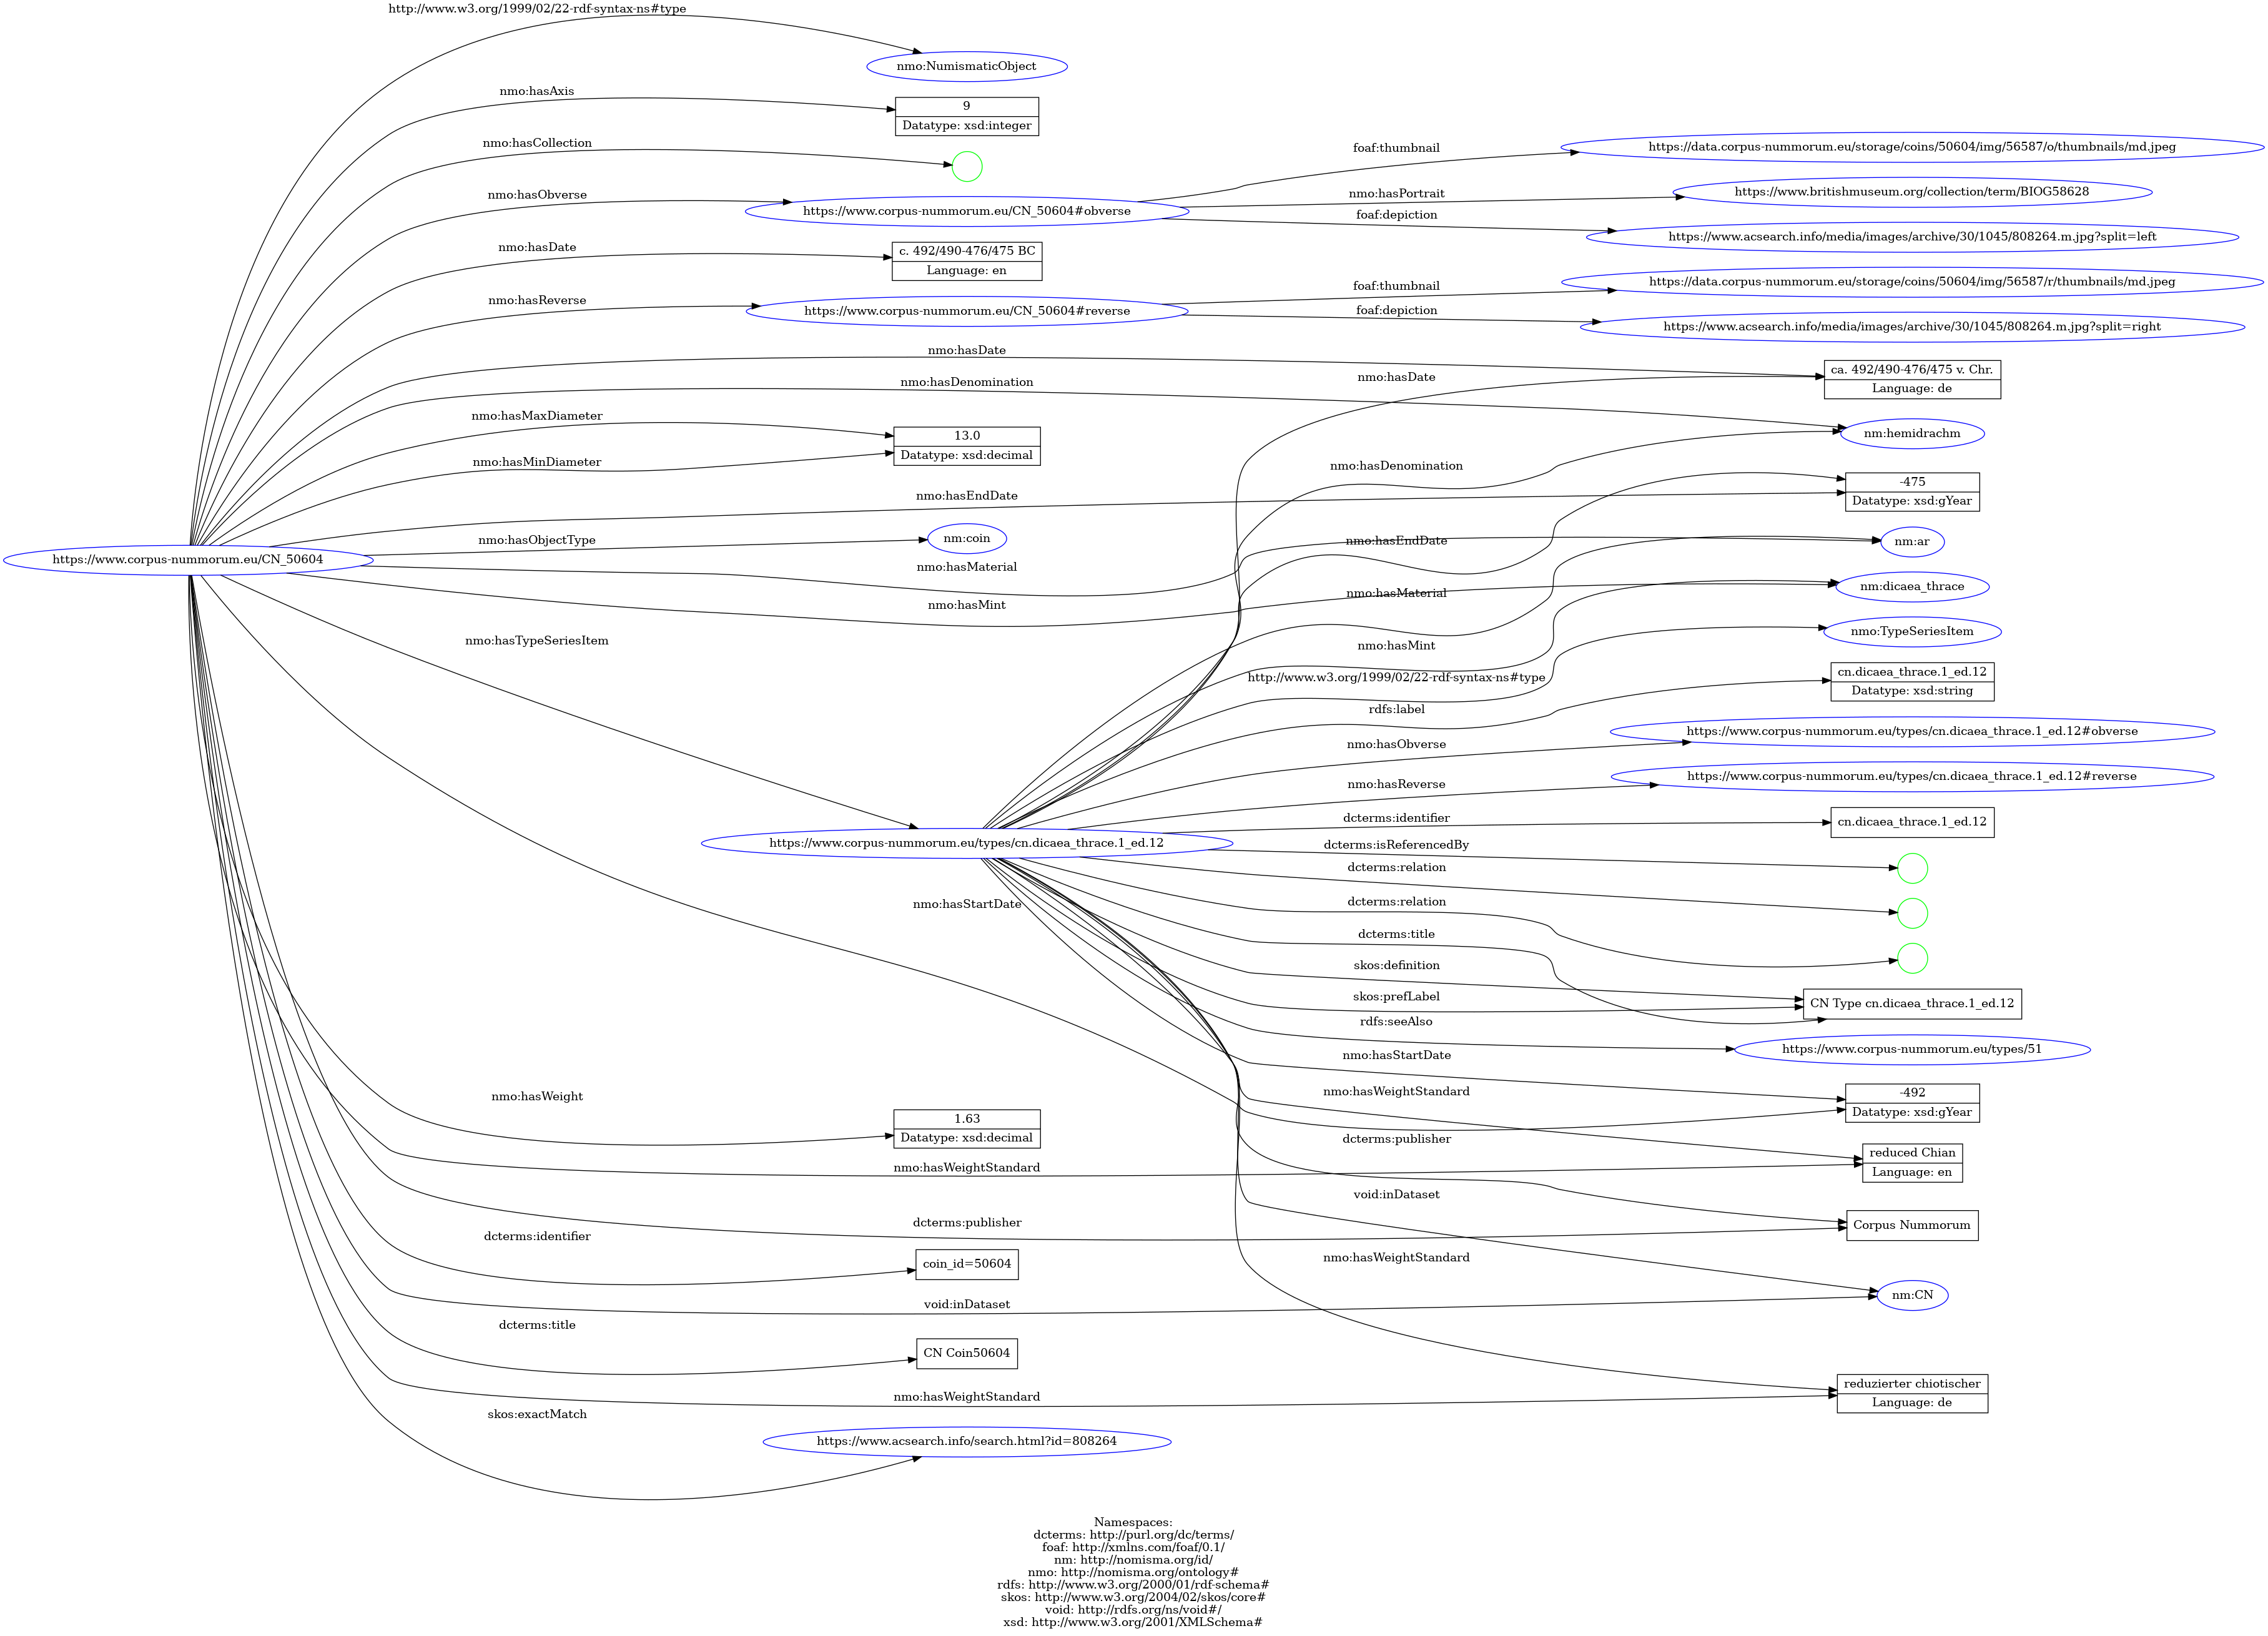 http://www.w3.org/1999/02/22-rdf-syntax-ns#type
nmo:NumismaticObject
nmo:hasAxis
9
Datatype: xsd:integer
nmo:hasCollection
nmo:hasObverse
https://www.corpus-nummorum.eu/CN_50604#obverse
foaf:thumbnail
https://data.corpus-nummorum.eu/storage/coins/50604/img/56587/o/thumbnails/md.jpeg
nmo:hasPortrait
https://www.britishmuseum.org/collection/term/BIOG58628
foaf:depiction
https://www.acsearch.info/media/images/archive/30/1045/808264.m.jpg?split=left
nmo:hasDate
c. 492/490-476/475 BC
Language: en
nmo:hasReverse
https://www.corpus-nummorum.eu/CN_50604#reverse
foaf:thumbnail
https://data.corpus-nummorum.eu/storage/coins/50604/img/56587/r/thumbnails/md.jpeg
foaf:depiction
https://www.acsearch.info/media/images/archive/30/1045/808264.m.jpg?split=right
nmo:hasDate
nmo:hasDate
ca. 492/490-476/475 v. Chr.
Language: de
nmo:hasDenomination
nm:hemidrachm
nmo:hasMaxDiameter
13.0
Datatype: xsd:decimal
nmo:hasMinDiameter
nmo:hasDenomination
nmo:hasEndDate
-475
Datatype: xsd:gYear
nmo:hasObjectType
nm:coin
nmo:hasEndDate
nm:ar
https://www.corpus-nummorum.eu/CN_50604
nmo:hasMaterial
nmo:hasMaterial
nm:dicaea_thrace
nmo:hasMint
nmo:hasTypeSeriesItem
nmo:hasMint
nmo:TypeSeriesItem
http://www.w3.org/1999/02/22-rdf-syntax-ns#type
cn.dicaea_thrace.1_ed.12
Datatype: xsd:string
rdfs:label
nmo:hasObverse
https://www.corpus-nummorum.eu/types/cn.dicaea_thrace.1_ed.12#obverse
nmo:hasReverse
https://www.corpus-nummorum.eu/types/cn.dicaea_thrace.1_ed.12#reverse
dcterms:identifier
cn.dicaea_thrace.1_ed.12
https://www.corpus-nummorum.eu/types/cn.dicaea_thrace.1_ed.12
dcterms:isReferencedBy
dcterms:relation
nmo:hasStartDate
dcterms:relation
dcterms:title
skos:definition
skos:prefLabel
CN Type cn.dicaea_thrace.1_ed.12
rdfs:seeAlso
https://www.corpus-nummorum.eu/types/51
nmo:hasStartDate
-492
Datatype: xsd:gYear
nmo:hasWeight
1.63
Datatype: xsd:decimal
nmo:hasWeightStandard
nmo:hasWeightStandard
reduced Chian
Language: en
dcterms:publisher
dcterms:publisher
Corpus Nummorum
void:inDataset
dcterms:identifier
coin_id=50604
nmo:hasWeightStandard
void:inDataset
nm:CN
dcterms:title
CN Coin50604
nmo:hasWeightStandard
reduzierter chiotischer
Language: de
skos:exactMatch
https://www.acsearch.info/search.html?id=808264
Namespaces:
dcterms: http://purl.org/dc/terms/
foaf: http://xmlns.com/foaf/0.1/
nm: http://nomisma.org/id/
nmo: http://nomisma.org/ontology#
rdfs: http://www.w3.org/2000/01/rdf-schema#
skos: http://www.w3.org/2004/02/skos/core#
void: http://rdfs.org/ns/void#/
xsd: http://www.w3.org/2001/XMLSchema#